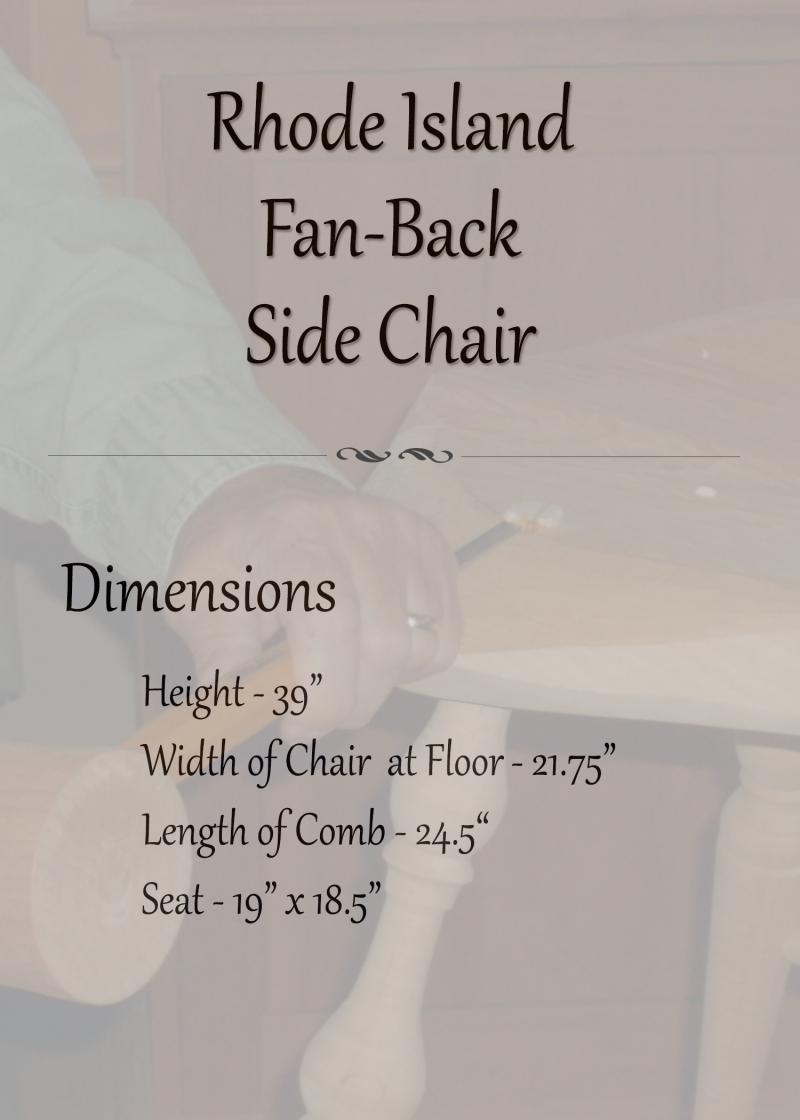 Rhode Island
Fan-Back
Side Chair
Dimensions
Height - 39”
Width of Chair at Floor - 21.75”
Length of Comb - 24.5“
Seat - 19” x 18.5”